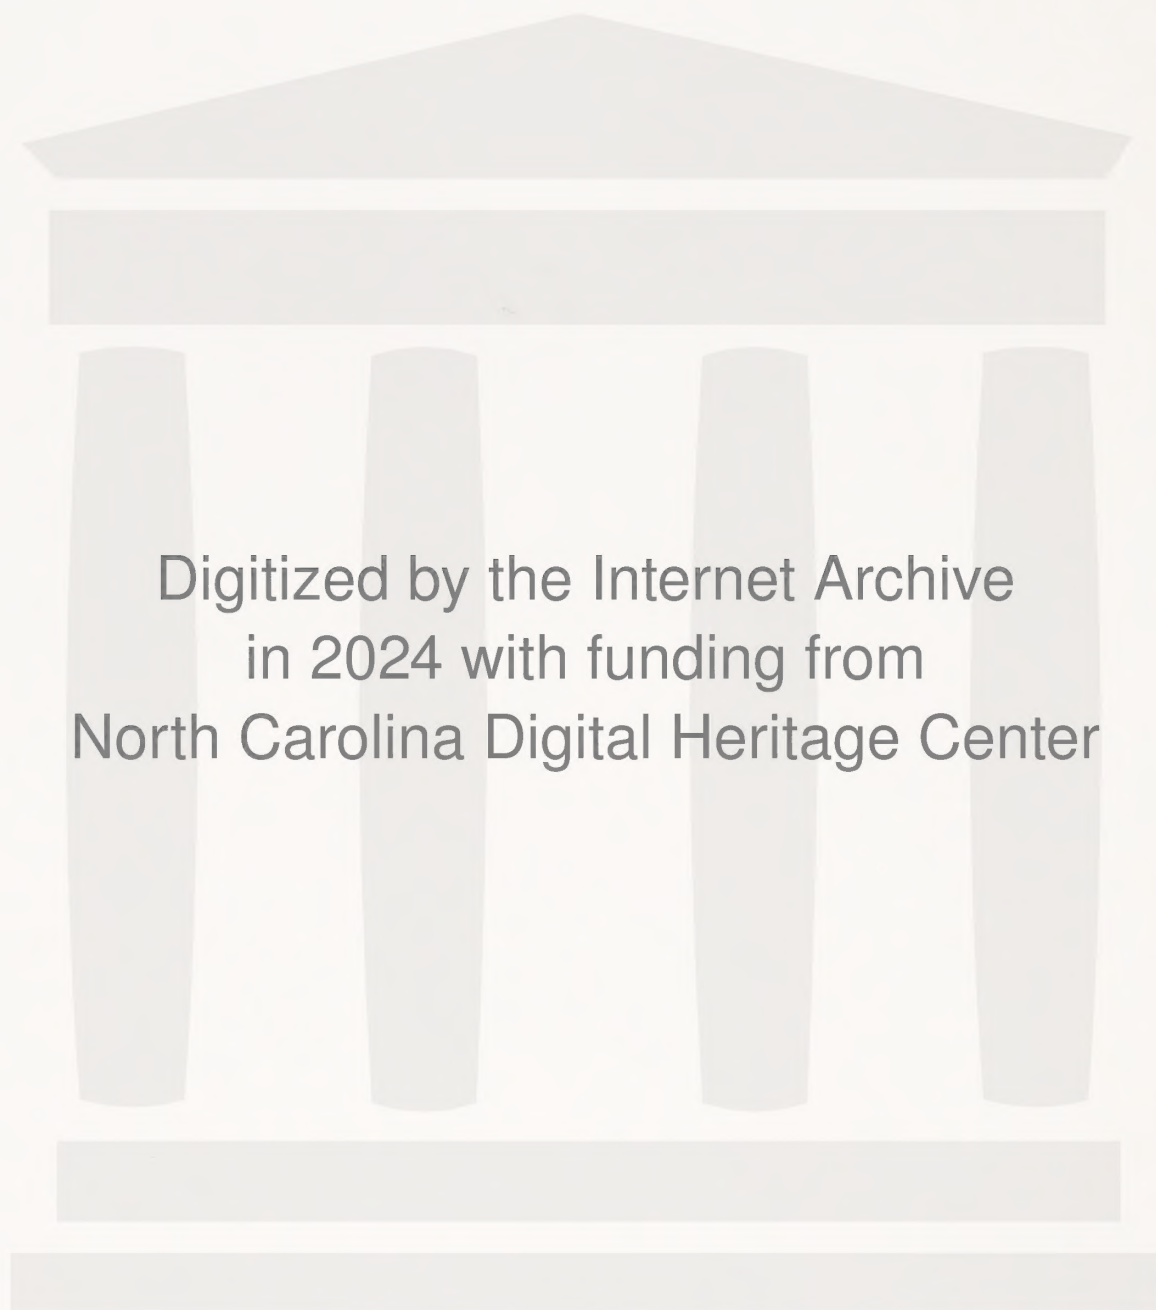 Digitized by the Internet Archive
in 2024 with funding from
North Carolina Digital Heritage Center